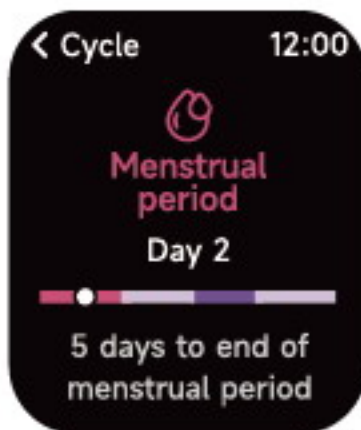 Cycle 12:00
Menstrual
period
Day 2
5 days to end of
menstrual period